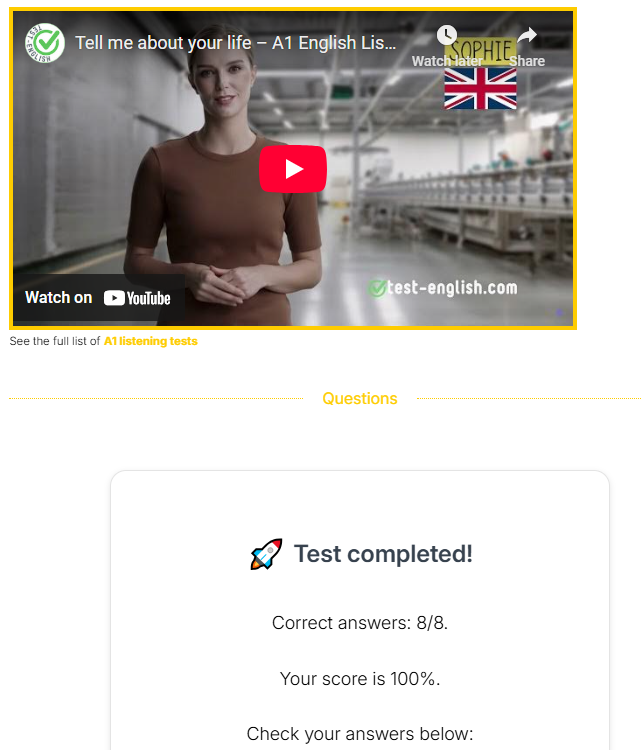 TEST-ENGLISH
Tell me about your life – A1 English Lis...
Watch later
Share
SOPHIE
test-english.com
Watch on YouTube
See the full list of A1 listening tests
Questions
Test completed!
Correct answers: 8/8.
Your score is 100%.
Check your answers below: